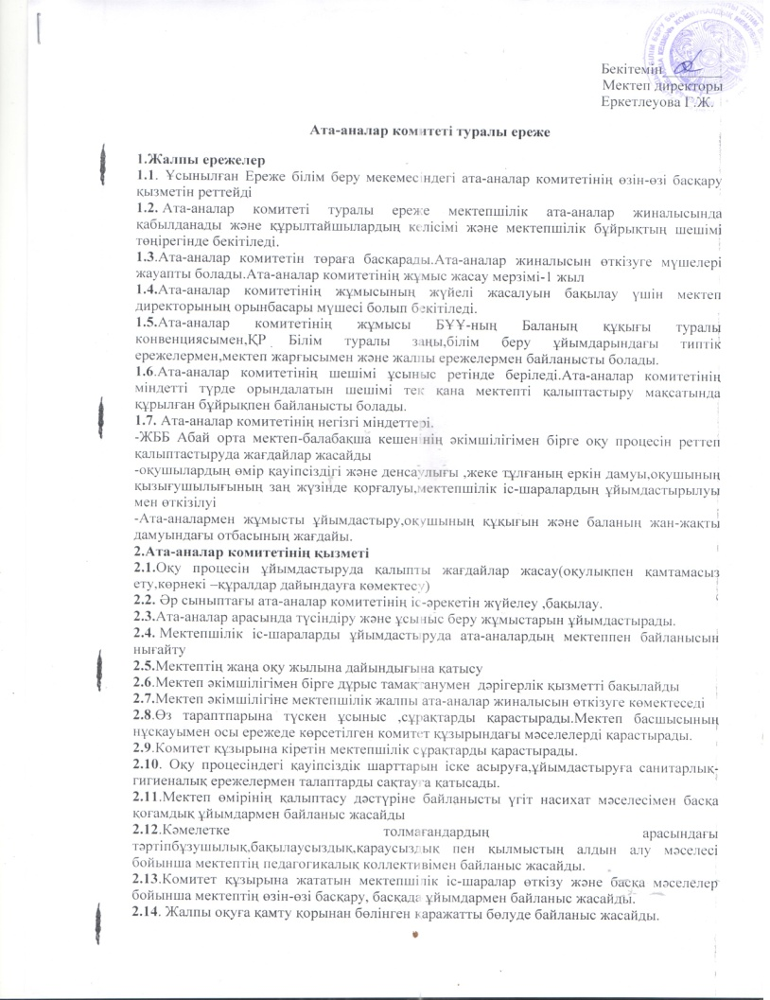 Бекітемін
Мектеп директоры
Еркетлеуова Г.Ж.
Ата-аналар комитеті туралы ереже
1.Жалпы ережелер
1.1. Ұсынылған Ереже білім беру мекемесіндегі ата-аналар комитетінің өзін-өзі басқару
қызметін реттейді
1.2. Ата-аналар комитеті туралы ереже мектепшілік ата-аналар жиналысында
қабылданады және құрылтайшылардың келісімі және мектепшілік бұйрықтың шешімі
төңірегінде бекітіледі.
1.3.Ата-аналар комитетін төраға басқарады.Ата-аналар жиналысын өткізуге мүшелері
жауапты болады.Ата-аналар комитетінің жұмыс жасау мерзімі-1 жыл
1.4.Ата-аналар комитетінің жұмысының жүйелі жасалуын бақылау үшін мектеп
директорының орынбасары мүшесі болып бекітіледі.
1.5.Ата-аналар комитетінің жұмысы БҰҰ-ның Баланың құқығы туралы
конвенциясымен,ҚР Білім туралы заңы,білім беру ұйымдарындағы типтік
ережелермен,мектеп жарғысымен және жалпы ережелермен байланысты болады.
1.6.Ата-аналар комитетінің шешімі ұсыныс ретінде беріледі.Ата-аналар комитетінің
міндетті түрде орындалатын шешімі тек қана мектепті қалыптастыру мақсатында
құрылған бұйрықпен байланысты болады.
1.7. Ата-аналар комитетінің негізгі міндеттері.
-ЖББ Абай орта мектеп-балабақша кешенінің әкімшілігімен бірге оқу процесін реттеп
қалыптастыруда жағдайлар жасайды
-оқушылардың өмір қауіпсіздігі және денсаулығы ,жеке тұлғаның еркін дамуы,оқушының
қызығушылығының заң жүзінде қорғалуы,мектепшілік іс-шаралардың ұйымдастырылуы
мен өткізілуі
-Ата-аналармен жұмысты ұйымдастыру,оқушының құқығын және баланың жан-жақты
дамуындағы отбасының жағдайы.
2.Ата-аналар комитетінің қызметі
2.1.Оқу процесін ұйымдастыруда қалыпты жағдайлар жасау(оқулықпен қамтамасыз
ету,көрнекі –құралдар дайындауға көмектесу)
2.2. Әр сыныптағы ата-аналар комитетінің іс-әрекетін жүйелеу ,бақылау.
2.3.Ата-аналар арасында түсіндіру және ұсыныс беру жұмыстарын ұйымдастырады.
2.4. Мектепшілік іс-шараларды ұйымдастыруда ата-аналардың мектеппен байланысын
нығайту
2.5.Мектептің жаңа оқу жылына дайындығына қатысу
2.6.Мектеп әкімшілігімен бірге дұрыс тамақтанумен дәрігерлік қызметті бақылайды
2.7.Мектеп әкімшілігіне мектепшілік жалпы ата-аналар жиналысын өткізуге көмектеседі
2.8.Өз тараптпарына түскен ұсыныс ,сұрақтарды қарастырады.Мектеп басшысының
нұсқауымен осы ережеде көрсетілген комитет құзырындағы мәселелерді қарастырады.
2.9.Комитет құзырына кіретін мектепшілік сұрақтарды қарастырады.
2.10. Оқу процесіндегі қауіпсіздік шарттарын іске асыруға,ұйымдастыруға санитарлық-
гигиеналық ережелермен талаптарды сақтауға қатысады.
2.11.Мектеп өмірінің қалыптасу дәстүріне байланысты үгіт насихат мәселесімен басқа
қоғамдық ұйымдармен байланыс жасайды
2.12.Кәмелетке толмағандардың арасындағы
тәртіпбұзушылық,бақылаусыздық,қараусыздық пен қылмыстың алдын алу мәселесі
бойынша мектептің педагогикалық коллективімен байланыс жасайды.
2.13.Комитет құзырына жататын мектепшілік іс-шаралар өткізу және басқа мәселелер
бойынша мектептің өзін-өзі басқару, басқада ұйымдармен байланыс жасайды.
2.14. Жалпы оқуға қамту қорынан бөлінген қаражатты бөлуде байланыс жасайды.